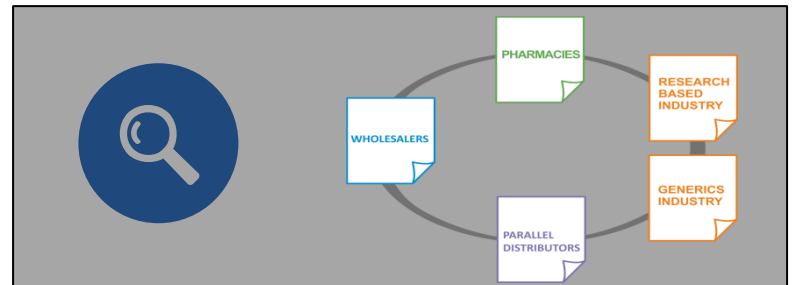 PHARMACIES
RESEARCH
BASED
INDUSTRY
WHOLESALERS
GENERICS
INDUSTRY
PARALLEL
DISTRIBUTORS